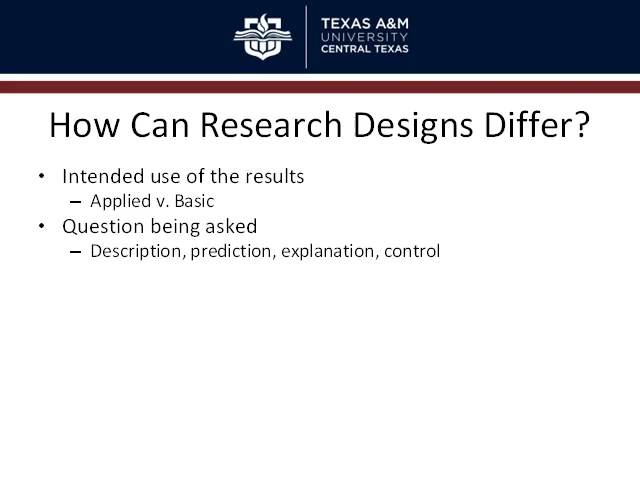 TEXAS A&M
UNIVERSITY
CENTRAL TEXAS
How Can Research Designs Differ?
• Intended use of the results
– Applied v. Basic
• Question being asked
– Description, prediction, explanation, control